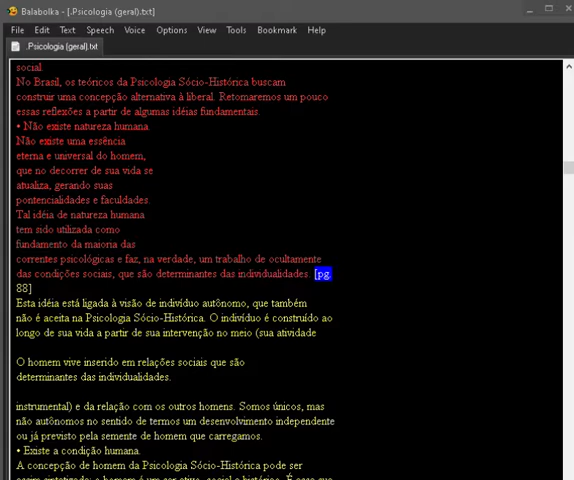 Balabolka - [.Psicologia (geral).txt]
File Edit Text Speech Voice Options View Tools Bookmark Help
.Psicologia (geral).txt
social.
No Brasil, os teóricos da Psicologia Sócio-Histórica buscam
construir uma concepção alternativa à liberal. Retomaremos um pouco
essas reflexões a partir de algumas idéias fundamentais.
• Não existe natureza humana
Não existe uma essência
eterna e universal do homem,
que no decorrer de sua vida se
atualiza, gerando suas
pontencialidades e faculdades.
Tal idéia de natureza humana
tem sido utilizada como
fundamento da maioria das
correntes psicológicas e faz, na verdade, um trabalho de ocultamente
das condições sociais, que são determinantes das individualidades. [pg.
88]
Esta idéia está ligada à visão de indivíduo autônomo, que também
não é aceita na Psicologia Sócio-Histórica. O indivíduo é construído ao
longo de sua vida a partir de sua intervenção no meio (sua atividade
O homem vive inserido em relações sociais que são
determinantes das individualidades.
instrumental) e da relação com os outros homens. Somos únicos, mas
não autônomos no sentido de termos um desenvolvimento independente
ou já previsto pela semente de homem que carregamos.
• Existe a condição humana.
A concepção de homem da Psicologia Sócio-Histórica pode ser